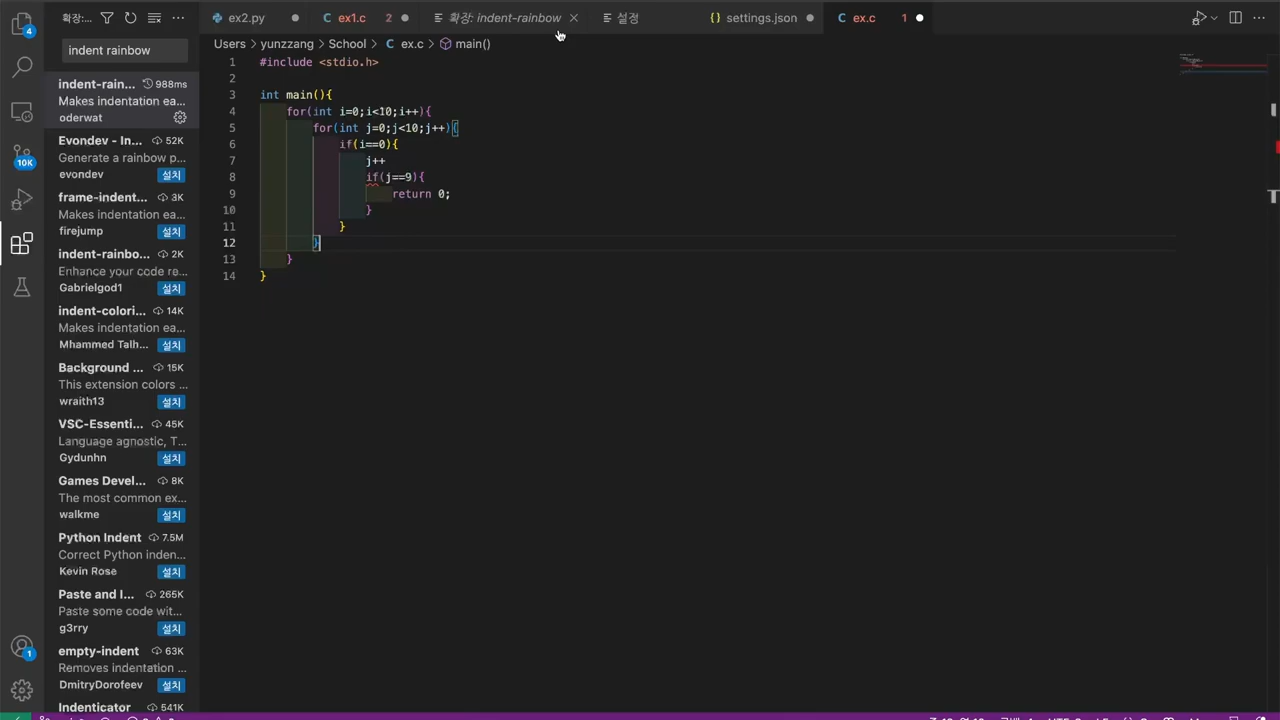 확장:
ex2.py
ex1.c 2
확장: indent-rainbow
설정
settings.json
ex.c 1
indent rainbow
Users > yunzzang > School > ex.c > main()
indent-rain... 988ms
Makes indentation ea...
oderwat
Evondev - In... 52K
Generate a rainbow p...
evondev 설치
frame-indent... 3K
Makes indentation ea...
firejump 설치
indent-rainbo... 2K
Enhance your code re...
Gabrielgod1 설치
indent-colori... 14K
Makes indentation ea...
Mhammed Talh... 설치
Background ... 15K
This extension colors ...
wraith13 설치
VSC-Essenti... 45K
Language agnostic, T...
Gydunhn 설치
Games Devel... 8K
The most common ex...
walkme 설치
Python Indent 7.5M
Correct Python inden...
Kevin Rose 설치
Paste and I... 265K
Paste some code wit...
g3rry 설치
empty-indent 63K
Removes indentation ...
DmitryDorofeev 설치
Indenticator 541K
4
10K
1
1 #include <stdio.h>
2
3 int main(){
4 for(int i=0;i<10;i++){
5 for(int j=0;j<10;j++){
6 if(i==0){
7 j++
8 if(j==9){
9 return 0;
10 }
11 }
12 }
13 }
14 }